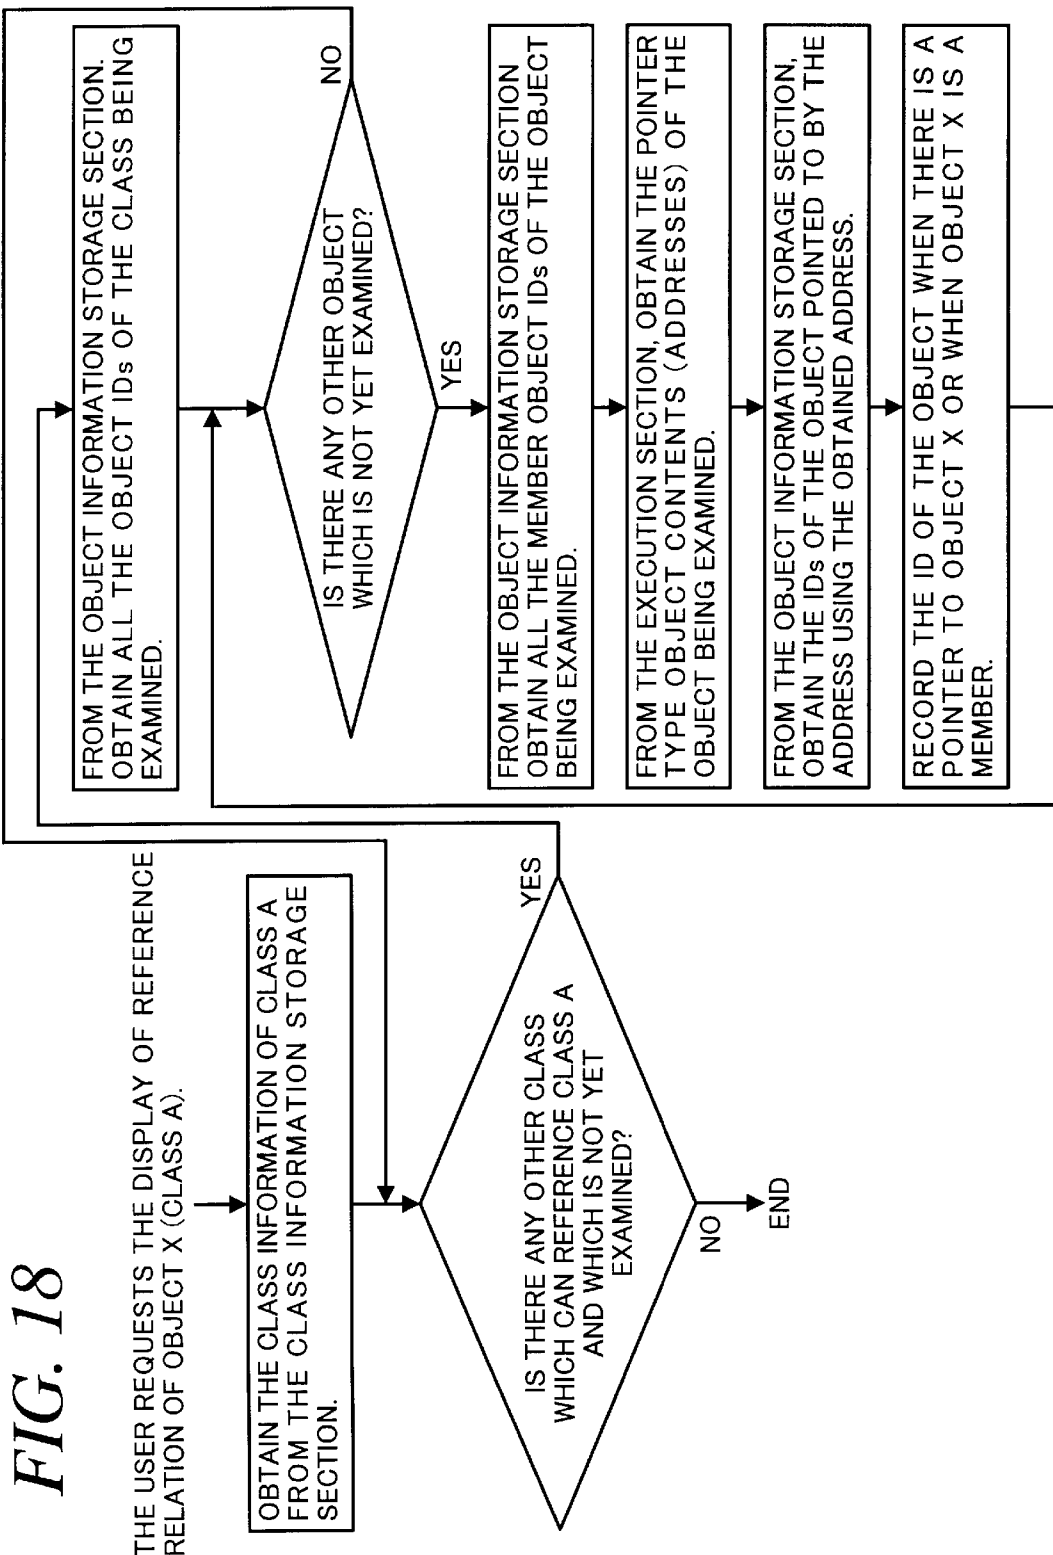 FIG. 18
THE USER REQUESTS THE DISPLAY OF REFERENCE
RELATION OF OBJECT X (CLASS A).
OBTAIN THE CLASS INFORMATION OF CLASS A
FROM THE CLASS INFORMATION STORAGE
SECTION.
IS THERE ANY OTHER CLASS
WHICH CAN REFERENCE CLASS A
AND WHICH IS NOT YET
EXAMINED?
YES
NO
END
FROM THE OBJECT INFORMATION STORAGE SECTION.
OBTAIN ALL THE OBJECT IDs OF THE CLASS BEING
EXAMINED.
IS THERE ANY OTHER OBJECT
WHICH IS NOT YET EXAMINED?
NO
YES
FROM THE OBJECT INFORMATION STORAGE SECTION
OBTAIN ALL THE MEMBER OBJECT IDs OF THE OBJECT
BEING EXAMINED.
FROM THE EXECUTION SECTION, OBTAIN THE POINTER
TYPE OBJECT CONTENTS (ADDRESSES) OF THE
OBJECT BEING EXAMINED.
FROM THE OBJECT INFORMATION STORAGE SECTION,
OBTAIN THE IDs OF THE OBJECT POINTED TO BY THE
ADDRESS USING THE OBTAINED ADDRESS.
RECORD THE ID OF THE OBJECT WHEN THERE IS A
POINTER TO OBJECT X OR WHEN OBJECT X IS A
MEMBER.